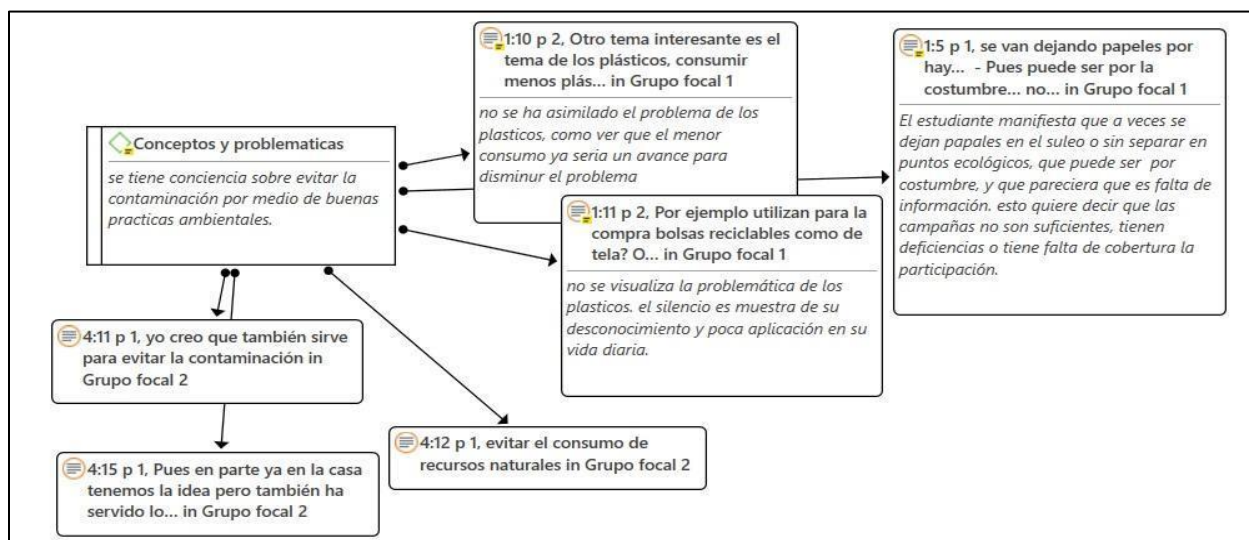 Conceptos y problematicas
se tiene conciencia sobre evitar la
contaminación por medio de buenas
practicas ambientales.
1:10 p 2, Otro tema interesante es el
tema de los plásticos, consumir
menos plás... in Grupo focal 1
no se ha asimilado el problema de los
plasticos, como ver que el menor
consumo ya seria un avance para
disminur el problema
1:5 p 1, se van dejando papeles por
hay... - Pues puede ser por la
costumbre... no... in Grupo focal 1
El estudiante manifiesta que a veces se
dejan papales en el suleo o sin separar en
puntos ecológicos, que puede ser por
costumbre, y que pareciera que es falta de
información. esto quiere decir que las
campañas no son suficientes, tienen
deficiencias o tiene falta de cobertura la
participación.
1:11 p 2, Por ejemplo utilizan para la
compra bolsas reciclables como de
tela? O... in Grupo focal 1
no se visualiza la problemática de los
plasticos. el silencio es muestra de su
desconocimiento y poca aplicación en su
vida diaria.
4:11 p 1, yo creo que también sirve
para evitar la contaminación in
Grupo focal 2
4:15 p 1, Pues en parte ya en la casa
tenemos la idea pero también ha
servido lo... in Grupo focal 2
4:12 p 1, evitar el consumo de
recursos naturales in Grupo focal 2